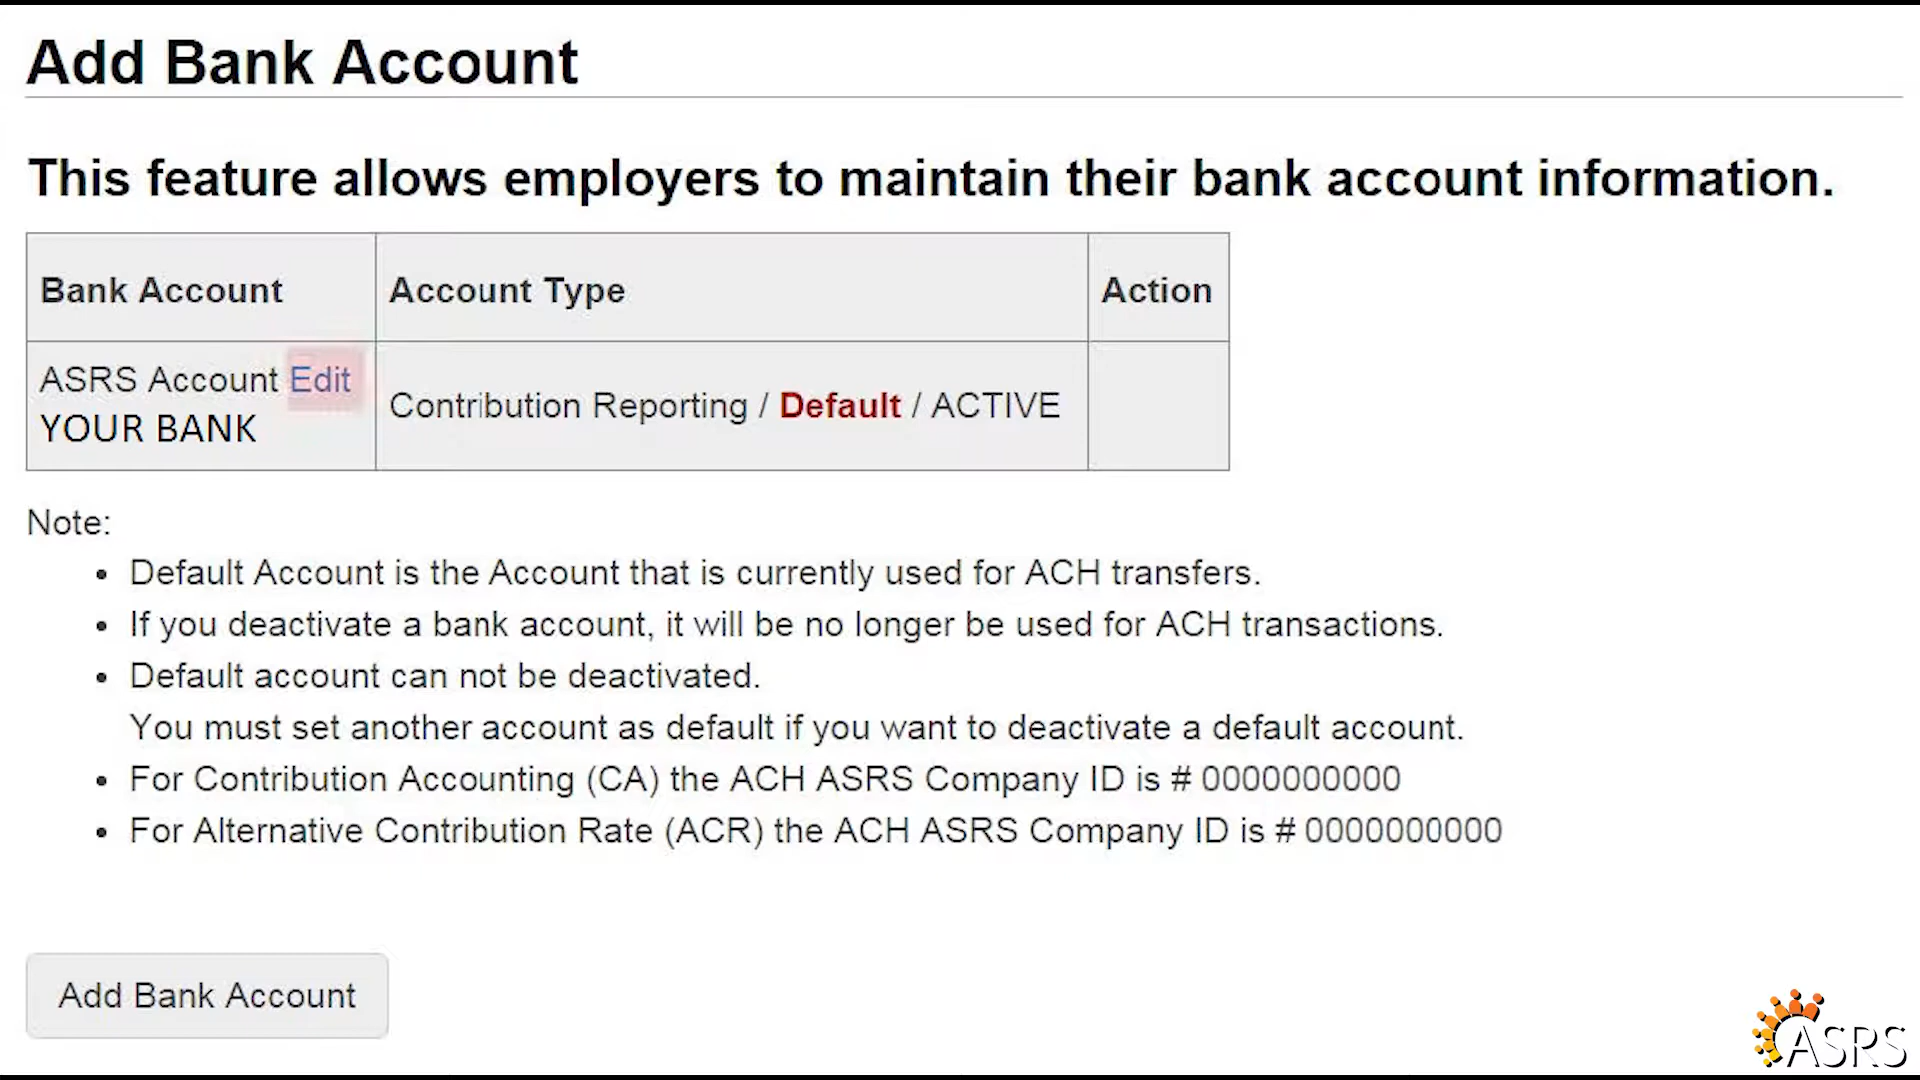 Add Bank Account
This feature allows employers to maintain their bank account information.
Bank Account
Account Type
Action
ASRS Account Edit
YOUR BANK
Contribution Reporting / Default / ACTIVE
Note:
• Default Account is the Account that is currently used for ACH transfers.
• If you deactivate a bank account, it will be no longer be used for ACH transactions.
• Default account can not be deactivated.
You must set another account as default if you want to deactivate a default account.
• For Contribution Accounting (CA) the ACH ASRS Company ID is # 0000000000
• For Alternative Contribution Rate (ACR) the ACH ASRS Company ID is # 0000000000
Add Bank Account
ASRS